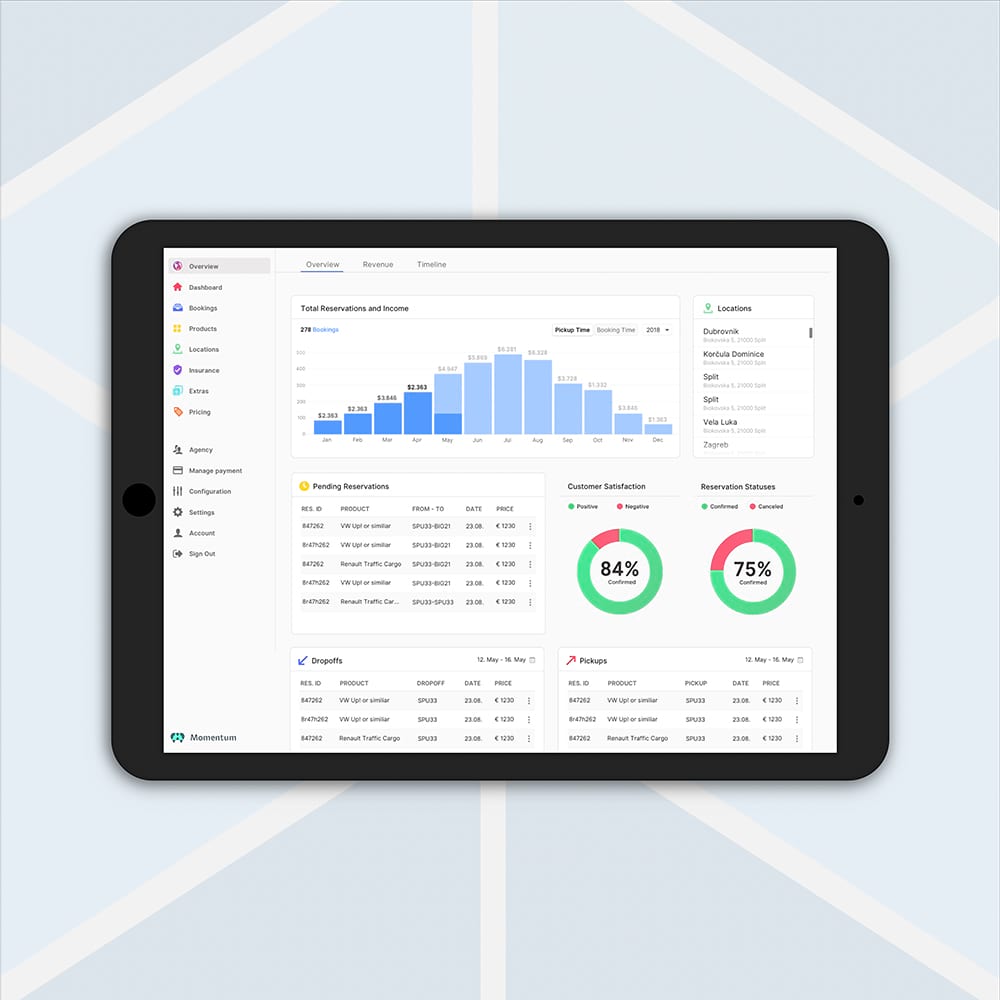 Overview
Dashboard
Bookings
Products
Locations
Insurance
Extras
Pricing
Agency
Manage payment
Configuration
Settings
Account
Sign Out
Momentum
Overview Revenue Timeline
Total Reservations and Income
278 Bookings
Pickup Time Booking Time 2018
500
400
300
200
100
0
$2.363 $2.363 $3.846 $2.363 $4.947 $5.865 $6.281 $8.328 $3.728 $1.332 $3.846 $1.363
Jan Feb Mar Apr May Jun Jul Aug Sep Oct Nov Dec
Locations
Dubrovnik
Biokovska 5, 21000 Split
Korčula Dominice
Biokovska 5, 21000 Split
Split
Biokovska 5, 21000 Split
Split
Biokovska 5, 21000 Split
Vela Luka
Biokovska 5, 21000 Split
Zagreb
Pending Reservations
RES. ID PRODUCT FROM - TO DATE PRICE
847262 VW Up! or similiar SPU33-BIG21 23.08. € 1230
8r47h262 VW Up! or similiar SPU33-BIG21 23.08. € 1230
847262 Renault Traffic Cargo SPU33-BIG21 23.08. € 1230
8r47h262 VW Up! or similiar SPU33-BIG21 23.08. € 1230
8r47h262 Renault Traffic Car... SPU33-SPU33 23.08. € 1230
Customer Satisfaction
Positive Negative
84%
Confirmed
Reservation Statuses
Confirmed Canceled
75%
Confirmed
Dropoffs 12. May - 16. May
RES. ID PRODUCT DROPOFF DATE PRICE
847262 VW Up! or similiar SPU33 23.08. € 1230
8r47h262 VW Up! or similiar SPU33 23.08. € 1230
847262 Renault Traffic Cargo SPU33 23.08. € 1230
Pickups 12. May - 16. May
RES. ID PRODUCT PICKUP DATE PRICE
847262 VW Up! or similiar SPU33 23.08. € 1230
8r47h262 VW Up! or similiar SPU33 23.08. € 1230
847262 Renault Traffic Cargo SPU33 23.08. € 1230